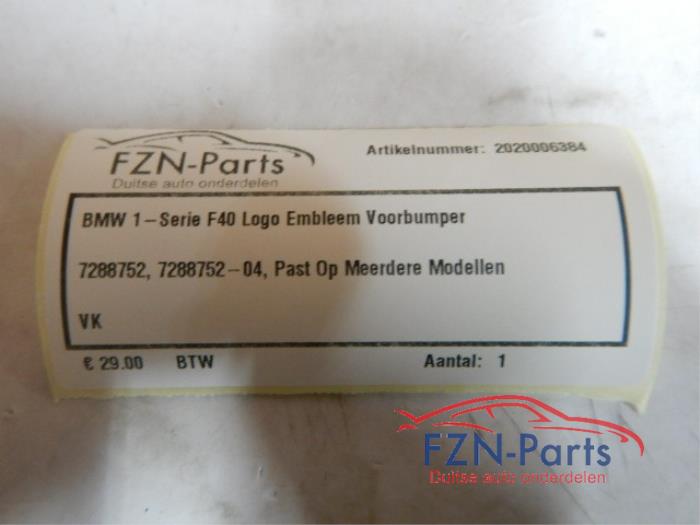 FZN-Parts
Duitse auto onderdelen
Artikelnummer: 2020006384
BMW 1-Serie F40 Logo Embleem Voorbumper
7288752, 7288752-04, Past Op Meerdere Modellen
VK
€ 29.00 BTW Aantal: 1
FZN-Parts
Duitse auto onderdelen